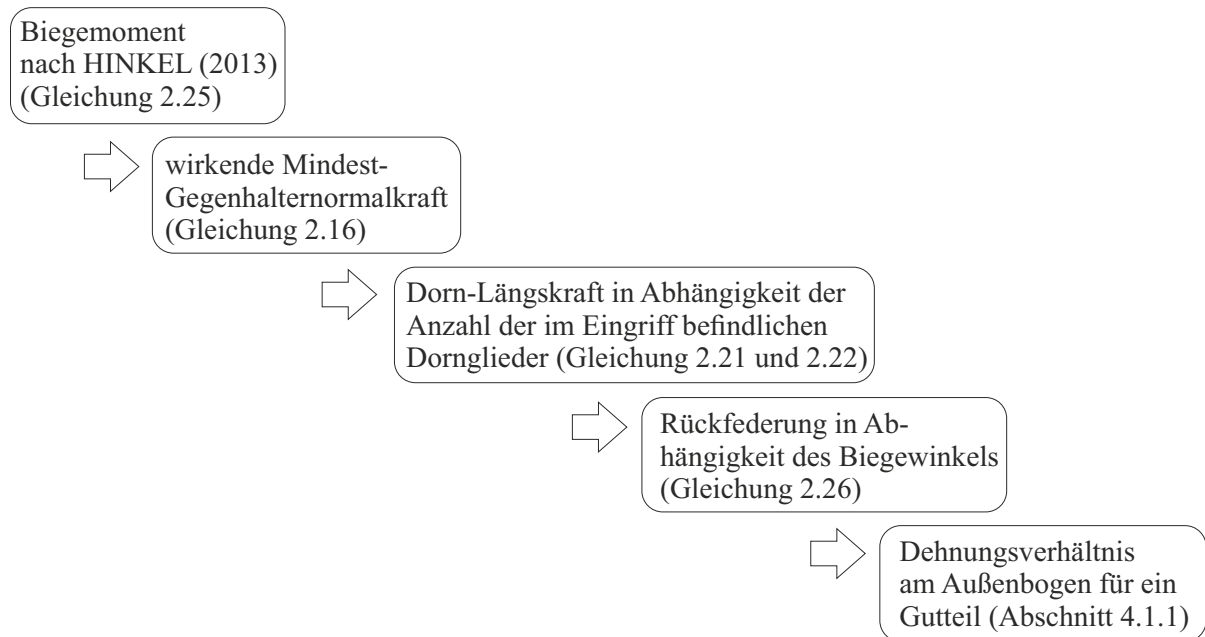 Biegemoment
nach HINKEL (2013)
(Gleichung 2.25)
wirkende Mindest-
Gegenhalternormalkraft
(Gleichung 2.16)
Dorn-Längskraft in Abhängigkeit der
Anzahl der im Eingriff befindlichen
Dornglieder (Gleichung 2.21 und 2.22)
Rückfederung in Ab-
hängigkeit des Biegewinkels
(Gleichung 2.26)
Dehnungsverhältnis
am Außenbogen für ein
Gutteil (Abschnitt 4.1.1)